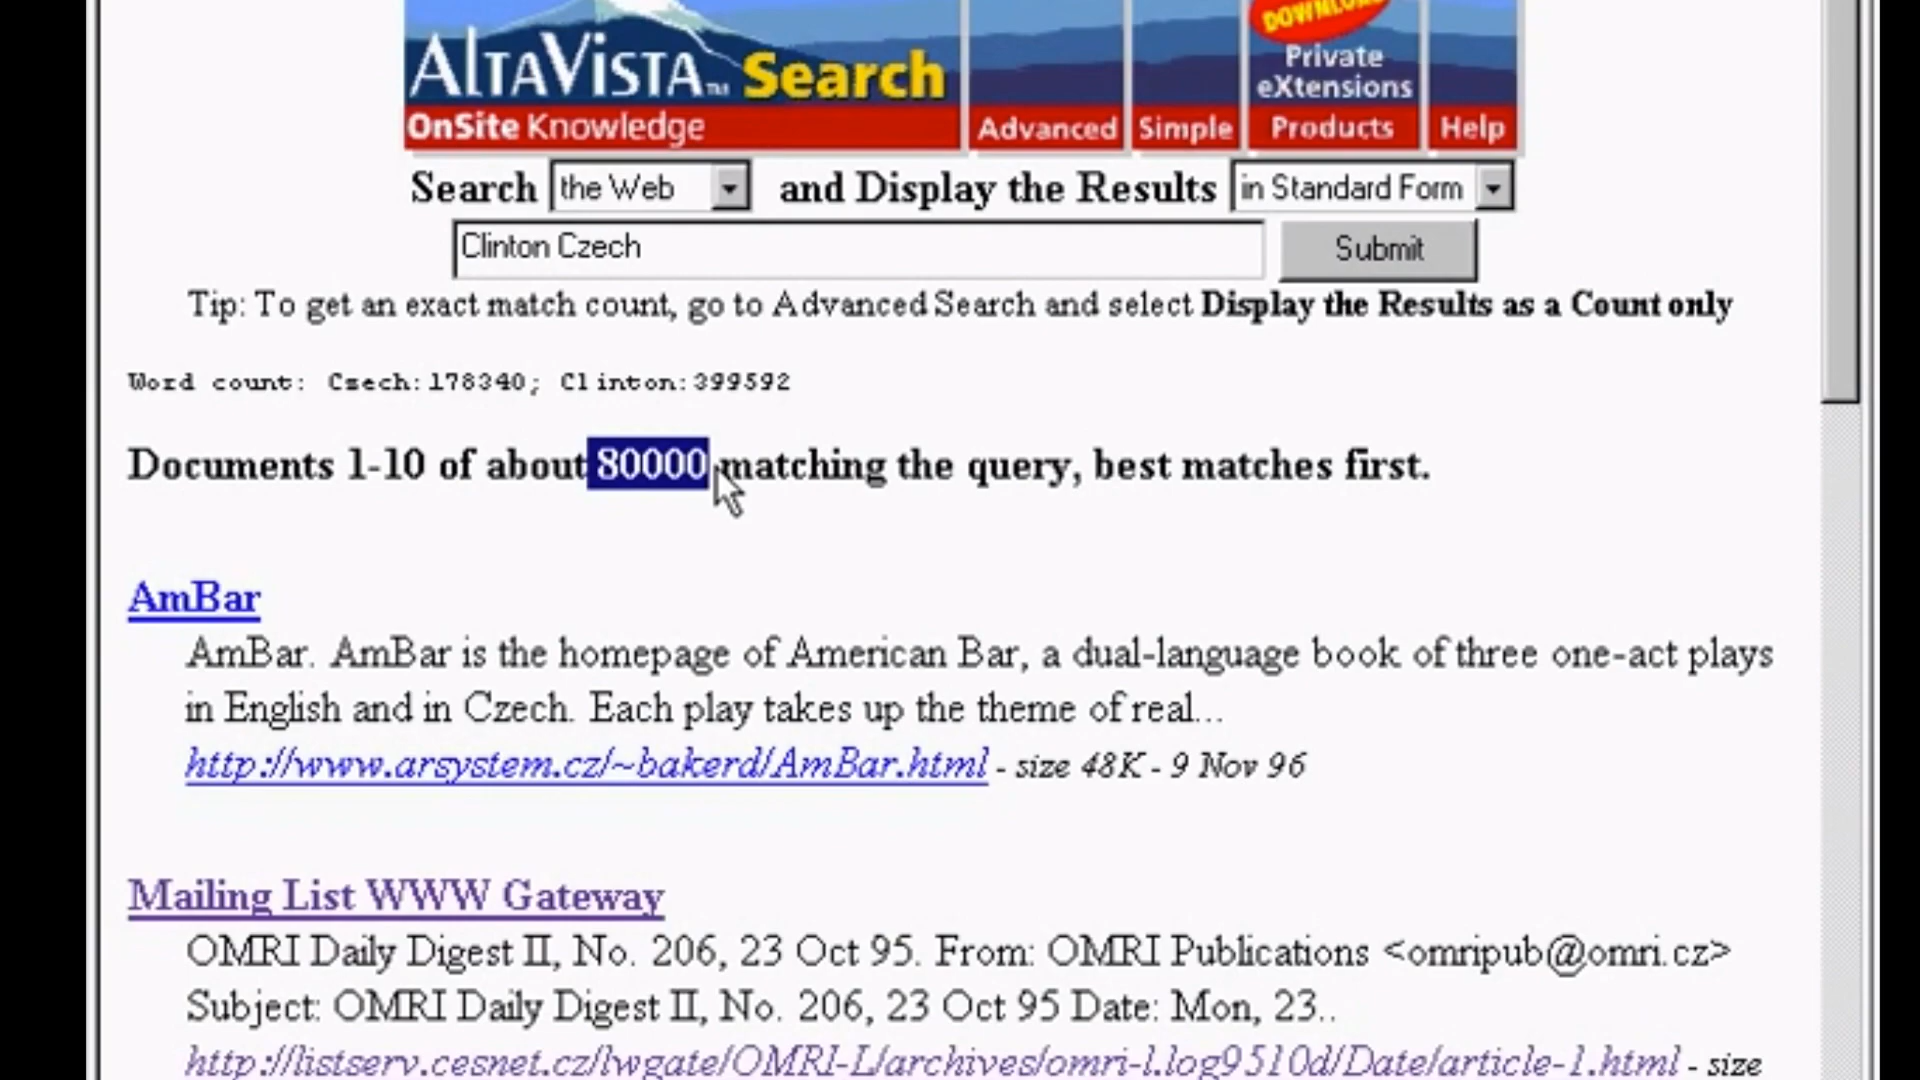 DOWNLOAD
Private
eXtensions
ALTAVISTA TM Search
OnSite Knowledge Advanced Simple Products Help
Search the Web and Display the Results in Standard Form
Clinton Czech Submit
Tip: To get an exact match count, go to Advanced Search and select Display the Results as a Count only
Word count: Czech:178340; Clinton:399592
Documents 1-10 of about 80000 matching the query, best matches first.
AmBar
AmBar. AmBar is the homepage of American Bar, a dual-language book of three one-act plays
in English and in Czech. Each play takes up the theme of real...
http://www.arsystem.cz/~bakerd/AmBar.html - size 48K - 9 Nov 96
Mailing List WWW Gateway
OMRI Daily Digest II, No. 206, 23 Oct 95. From: OMRI Publications <omripub@omri.cz>
Subject: OMRI Daily Digest II, No. 206, 23 Oct 95 Date: Mon, 23..
http://listserv.cesnet.cz/lwgate/OMRI-L/archives/omri-l.log9510d/Date/article-1.html - size